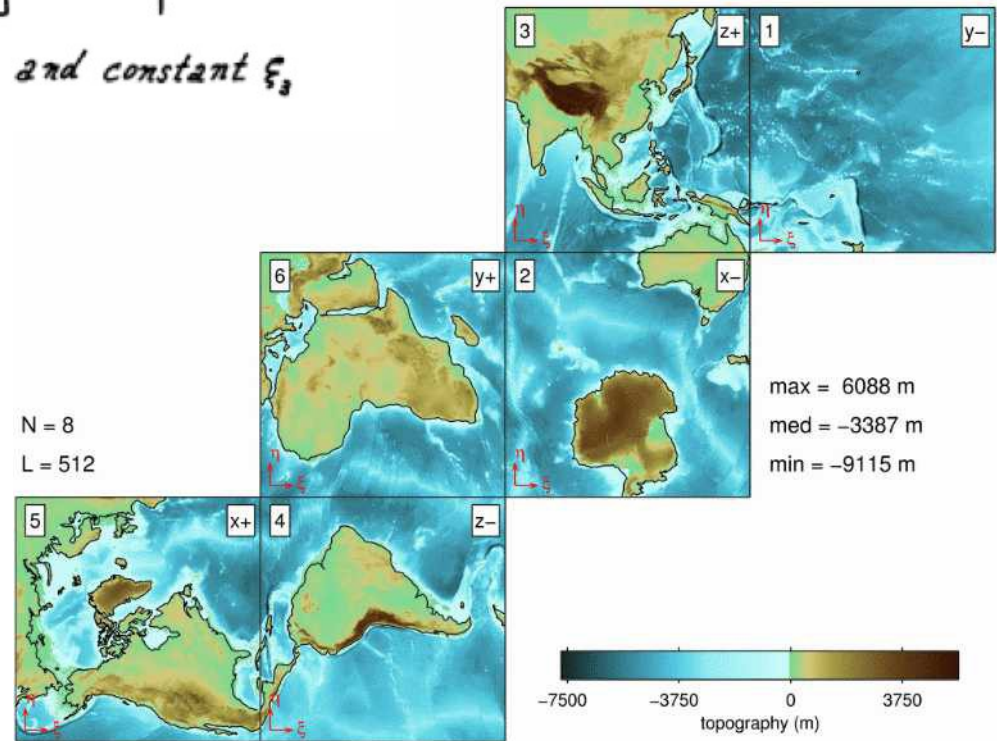 and constant ξ₃
3
z+
1
y−
η
ξ
η
ξ
6
y+
2
x−
η
ξ
η
ξ
max = 6088 m
med = −3387 m
min = −9115 m
N = 8
L = 512
5
x+
4
z−
η
ξ
η
ξ
−7500
−3750
0
3750
topography (m)